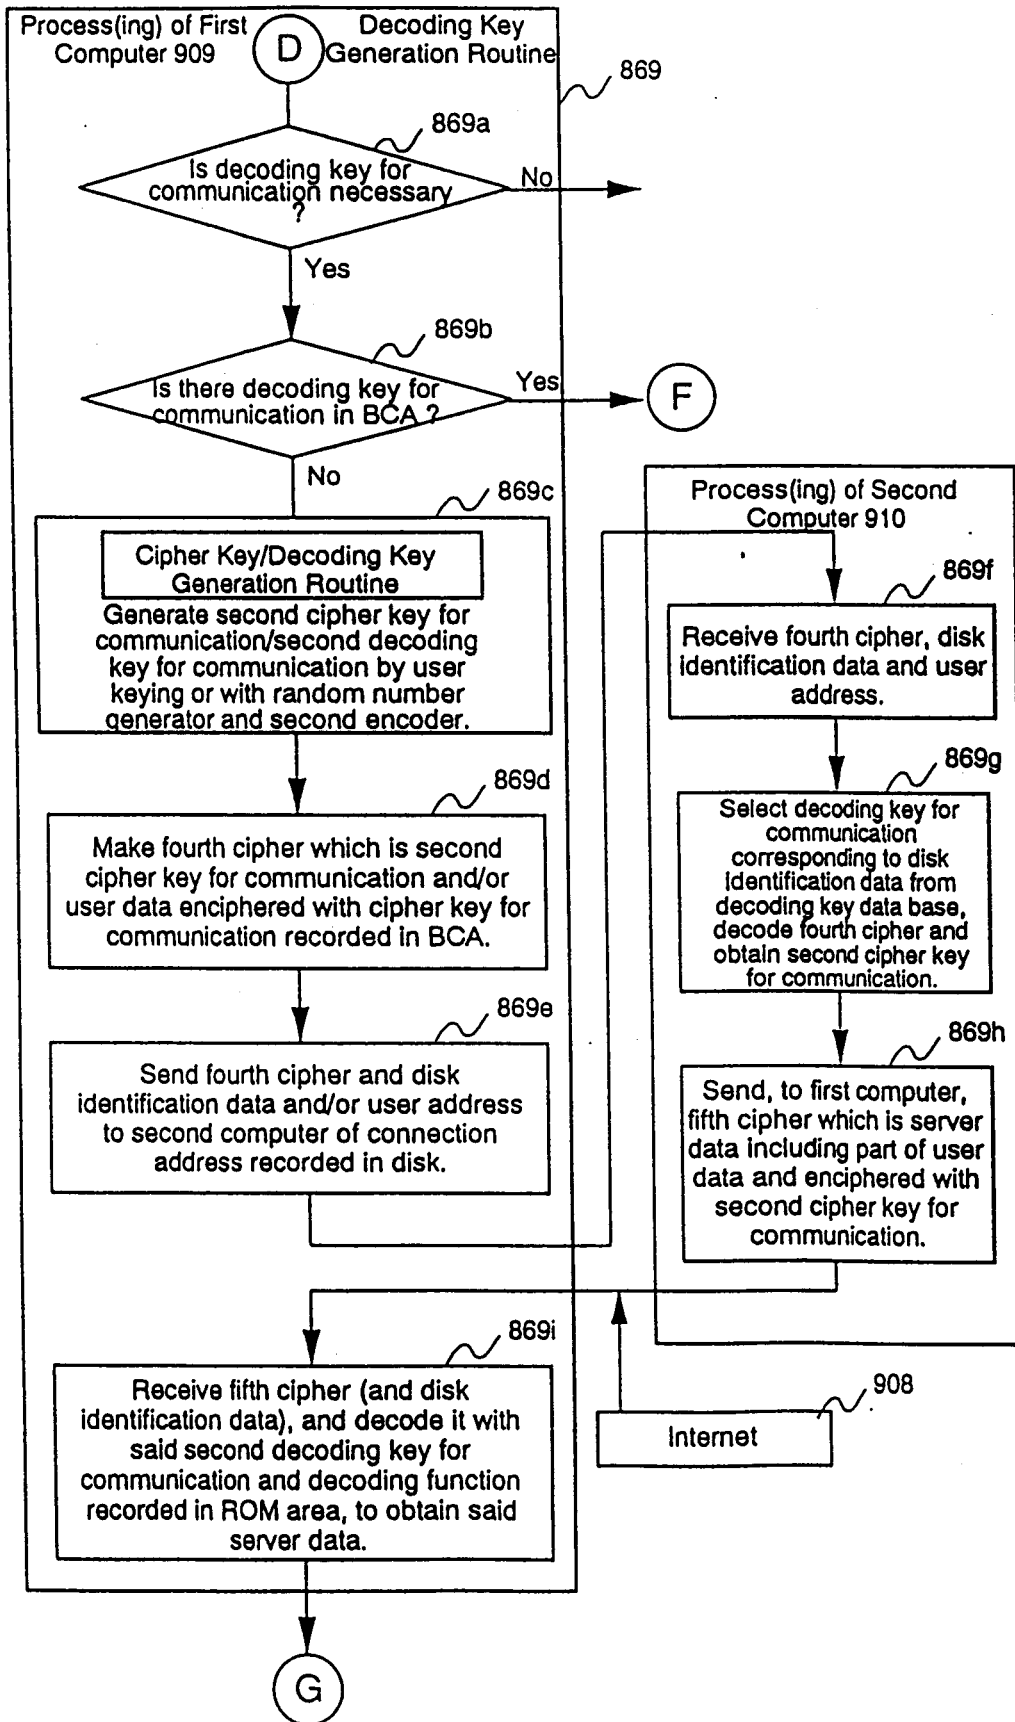 Process(ing) of First
Computer 909
D
Decoding Key
Generation Routine
869
869a
Is decoding key for
communication necessary
?
No
Yes
869b
Is there decoding key for
communication in BCA ?
Yes
F
No
869c
Cipher Key/Decoding Key
Generation Routine
Generate second cipher key for
communication/second decoding
key for communication by user
keying or with random number
generator and second encoder.
869d
Make fourth cipher which is second
cipher key for communication and/or
user data enciphered with cipher key for
communication recorded in BCA.
869e
Send fourth cipher and disk
identification data and/or user address
to second computer of connection
address recorded in disk.
Process(ing) of Second
Computer 910
869f
Receive fourth cipher, disk
identification data and user
address.
869g
Select decoding key for
communication
corresponding to disk
identification data from
decoding key data base,
decode fourth cipher and
obtain second cipher key
for communication.
869h
Send, to first computer,
fifth cipher which is server
data including part of user
data and enciphered with
second cipher key for
communication.
869i
Receive fifth cipher (and disk
identification data), and decode it with
said second decoding key for
communication and decoding function
recorded in ROM area, to obtain said
server data.
908
Internet
G